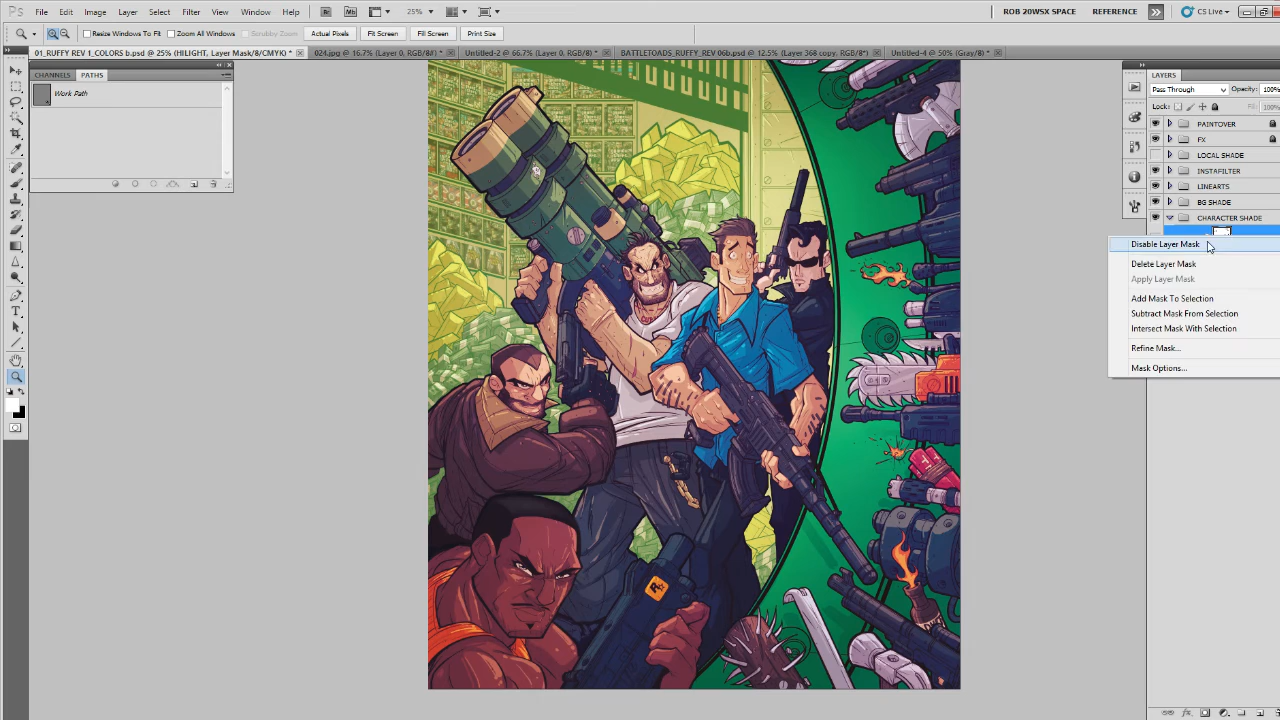 Ps File Edit Image Layer Select Filter View Window Help Br Mb 25% ROB 20WSX SPACE REFERENCE CS Live
Resize Windows To Fit Zoom All Windows Scrubby Zoom Actual Pixels Fit Screen Fill Screen Print Size
01_RUFFY REV 1_COLORS b.psd @ 25% (HILIGHT, Layer Mask/8/CMYK) * 024.jpg @ 16.7% (Layer 0, RGB/8#) * Untitled-2 @ 66.7% (Layer 0, RGB/8) * BATTLETOADS_RUFFY_REV 06b.psd @ 12.5% (Layer 368 copy, RGB/8#*) Untitled-4 @ 50% (Gray/8) *
CHANNELS PATHS
Work Path
LAYERS
Pass Through Opacity: 100%
Lock: Fill: 100%
PAINTOVER
FX
LOCAL SHADE
INSTAFILTER
LINEARTS
BG SHADE
CHARACTER SHADE
Disable Layer Mask
Delete Layer Mask
Apply Layer Mask
Add Mask To Selection
Subtract Mask From Selection
Intersect Mask With Selection
Refine Mask...
Mask Options...